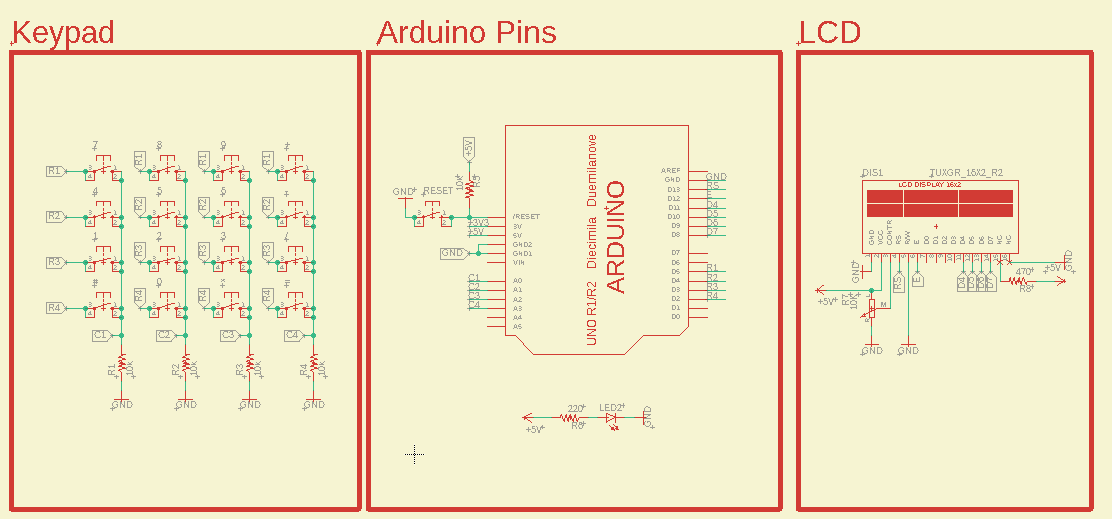 Keypad
7 8 9 +
R1 R1 R1 R1
4 5 6 -
R2 R2 R2 R2
1 2 3
R3 R3 R3 R3
R4 R4 R4 R4
C1 C2 C3 C4
R1 10k R2 10k R3 10k R4 10k
GND GND GND GND
Arduino Pins
+5V
10k
R5
GND RESET
+3V3
+5V
GND
C1
/RESET
3V
5V
GND2
GND1
VIN
A0
A1
A2
A3
A4
A5
UNO R1/R2 Diecimila Duemilanove
ARDUINO
AREF
GND GND
D13 RS
D12 E
D11 D4
D10 D5
D9 D6
D8 D7
D7
D6
D5 R1
D4 R2
D3 R3
D2 R4
D1
D0
220
R6
+5V
LED2
GND
LCD
DIS1 TUXGR_16X2_R2
LCD DISPLAY 16x2
GND VCC CONTR RS R/W E D0 D1 D2 D3 D4 D5 D6 D7 NC NC
GND RS E D4 D5 D6 D7
470
+5V
GND
+5V
R7
10k
M
GND GND